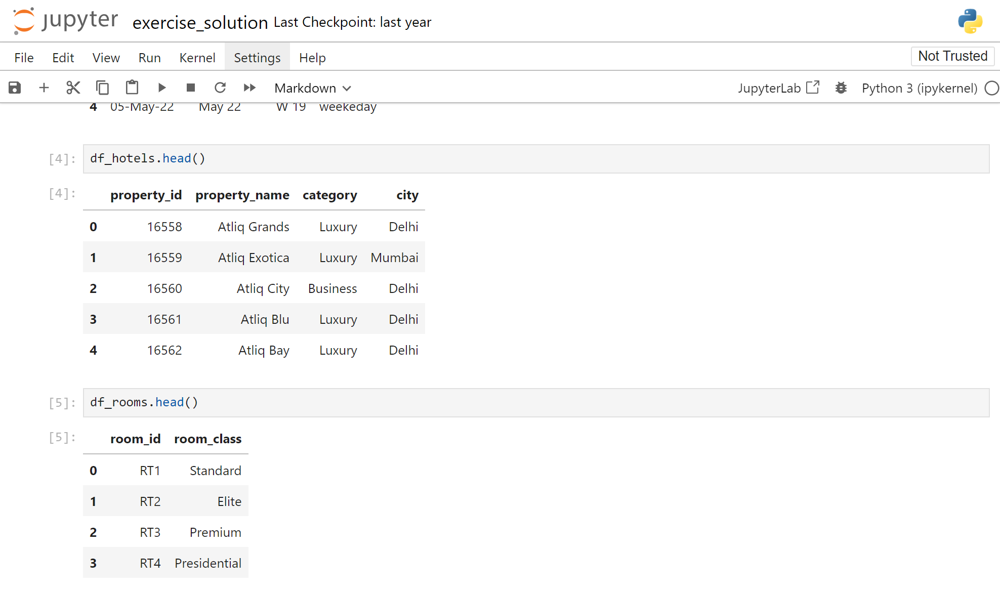 jupyter exercise_solution Last Checkpoint: last year
File Edit View Run Kernel Settings Help Not Trusted
Markdown JupyterLab Python 3 (ipykernel)
4 05-May-22 May 22 W 19 weekeday
[4]: df_hotels.head()
[4]: property_id property_name category city
0 16558 Atliq Grands Luxury Delhi
1 16559 Atliq Exotica Luxury Mumbai
2 16560 Atliq City Business Delhi
3 16561 Atliq Blu Luxury Delhi
4 16562 Atliq Bay Luxury Delhi
[5]: df_rooms.head()
[5]: room_id room_class
0 RT1 Standard
1 RT2 Elite
2 RT3 Premium
3 RT4 Presidential